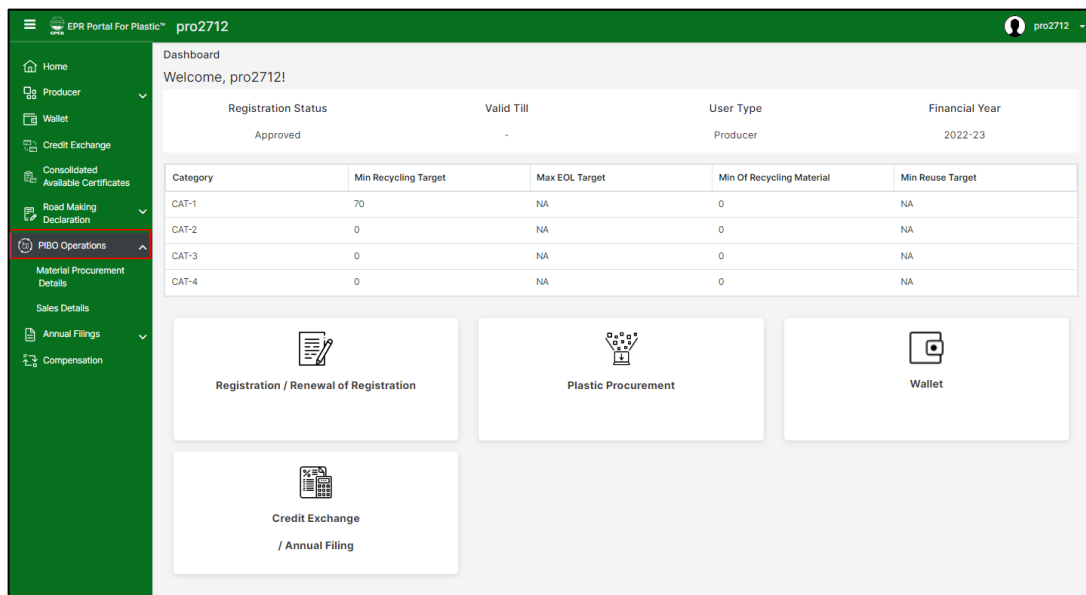 EPR Portal For Plastic™ pro2712
pro2712
CPCB
Home
Producer
Wallet
Credit Exchange
Consolidated
Available Certificates
Road Making
Declaration
PIBO Operations
Material Procurement
Details
Sales Details
Annual Filings
Compensation
Dashboard
Welcome, pro2712!
Registration Status Valid Till User Type Financial Year
Approved - Producer 2022-23
Category Min Recycling Target Max EOL Target Min Of Recycling Material Min Reuse Target
CAT-1 70 NA 0 NA
CAT-2 0 NA 0 NA
CAT-3 0 NA 0 NA
CAT-4 0 NA 0 NA
Registration / Renewal of Registration
Plastic Procurement
Wallet
Credit Exchange
/ Annual Filing